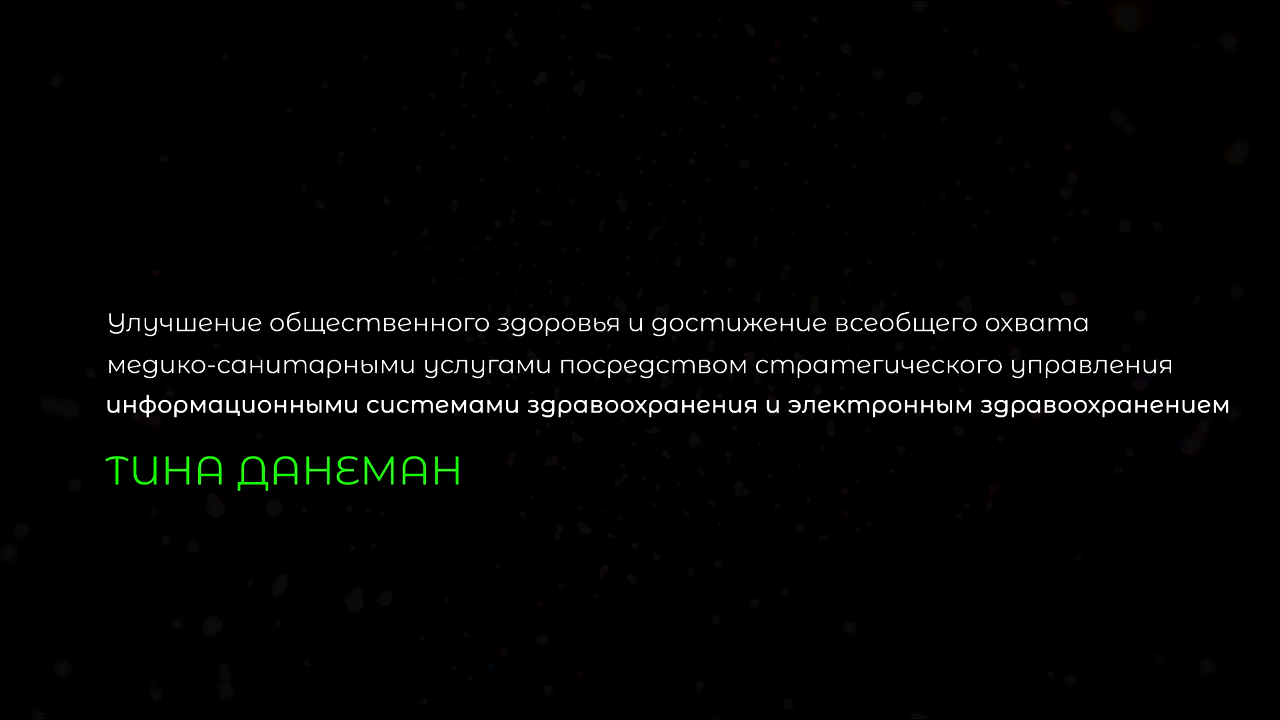 Улучшение общественного здоровья и достижение всеобщего охвата
медико-санитарными услугами посредством стратегического управления
информационными системами здравоохранения и электронным здравоохранением
ТИНА ДАНЕМАН